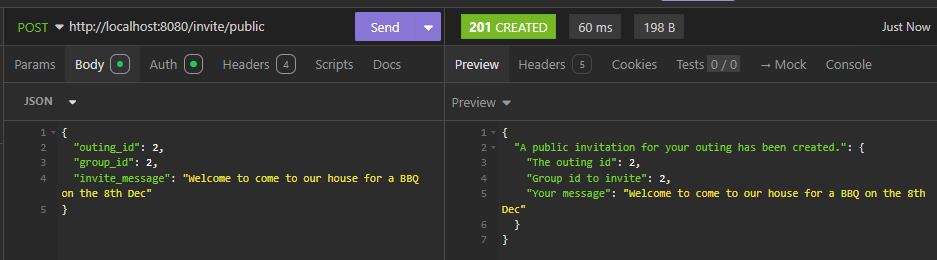 POST http://localhost:8080/invite/public Send
Params Body Auth Headers 4 Scripts Docs
JSON
1 {
2 "outing_id": 2,
3 "group_id": 2,
4 "invite_message": "Welcome to come to our house for a BBQ
on the 8th Dec"
5 }
201 CREATED 60 ms 198 B Just Now
Preview Headers 5 Cookies Tests 0 / 0 → Mock Console
Preview
1 {
2 "A public invitation for your outing has been created.": {
3 "The outing id": 2,
4 "Group id to invite": 2,
5 "Your message": "Welcome to come to our house for a BBQ on the 8th
Dec"
6 }
7 }